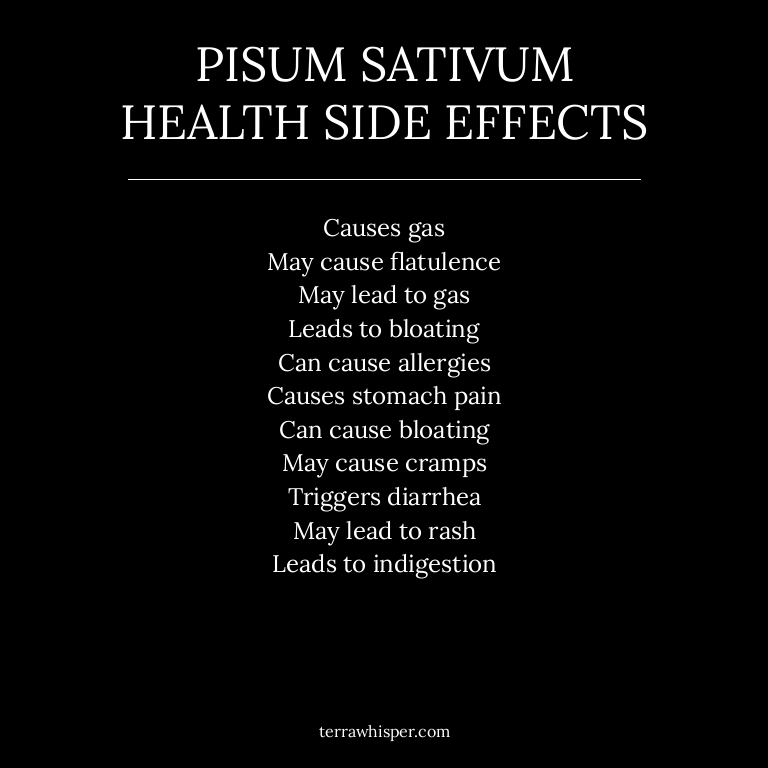 PISUM SATIVUM
HEALTH SIDE EFFECTS
Causes gas
May cause flatulence
May lead to gas
Leads to bloating
Can cause allergies
Causes stomach pain
Can cause bloating
May cause cramps
Triggers diarrhea
May lead to rash
Leads to indigestion
terrawhisper.com